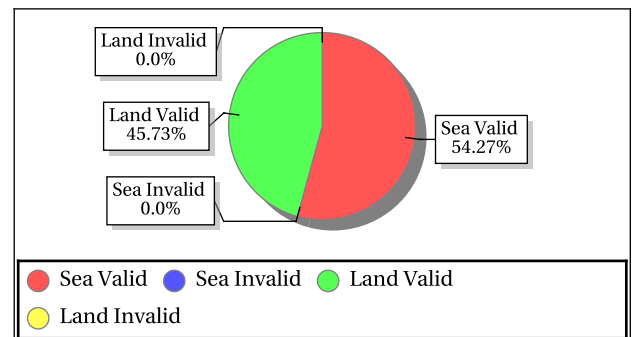 Land Invalid
0.0%
Land Valid
45.73%
Sea Valid
54.27%
Sea Invalid
0.0%
Sea Valid Sea Invalid Land Valid
Land Invalid